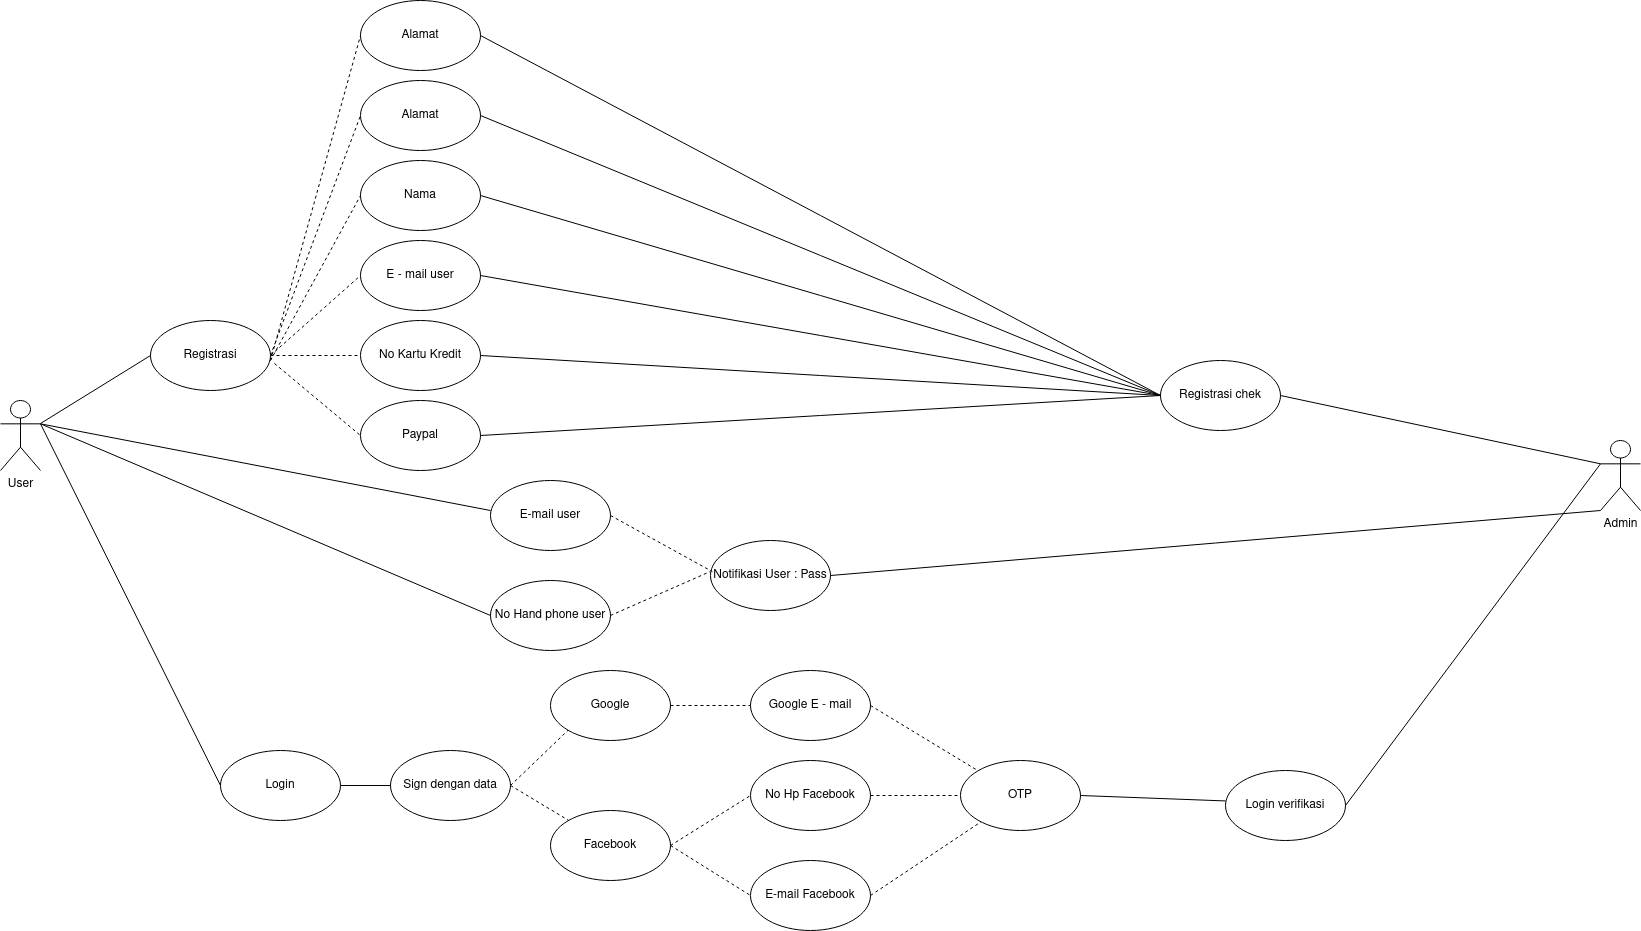 Alamat
Alamat
Nama
E - mail user
Registrasi
No Kartu Kredit
Paypal
Registrasi chek
User
Admin
E-mail user
Notifikasi User : Pass
No Hand phone user
Google
Google E - mail
Login
Sign dengan data
No Hp Facebook
OTP
Login verifikasi
Facebook
E-mail Facebook